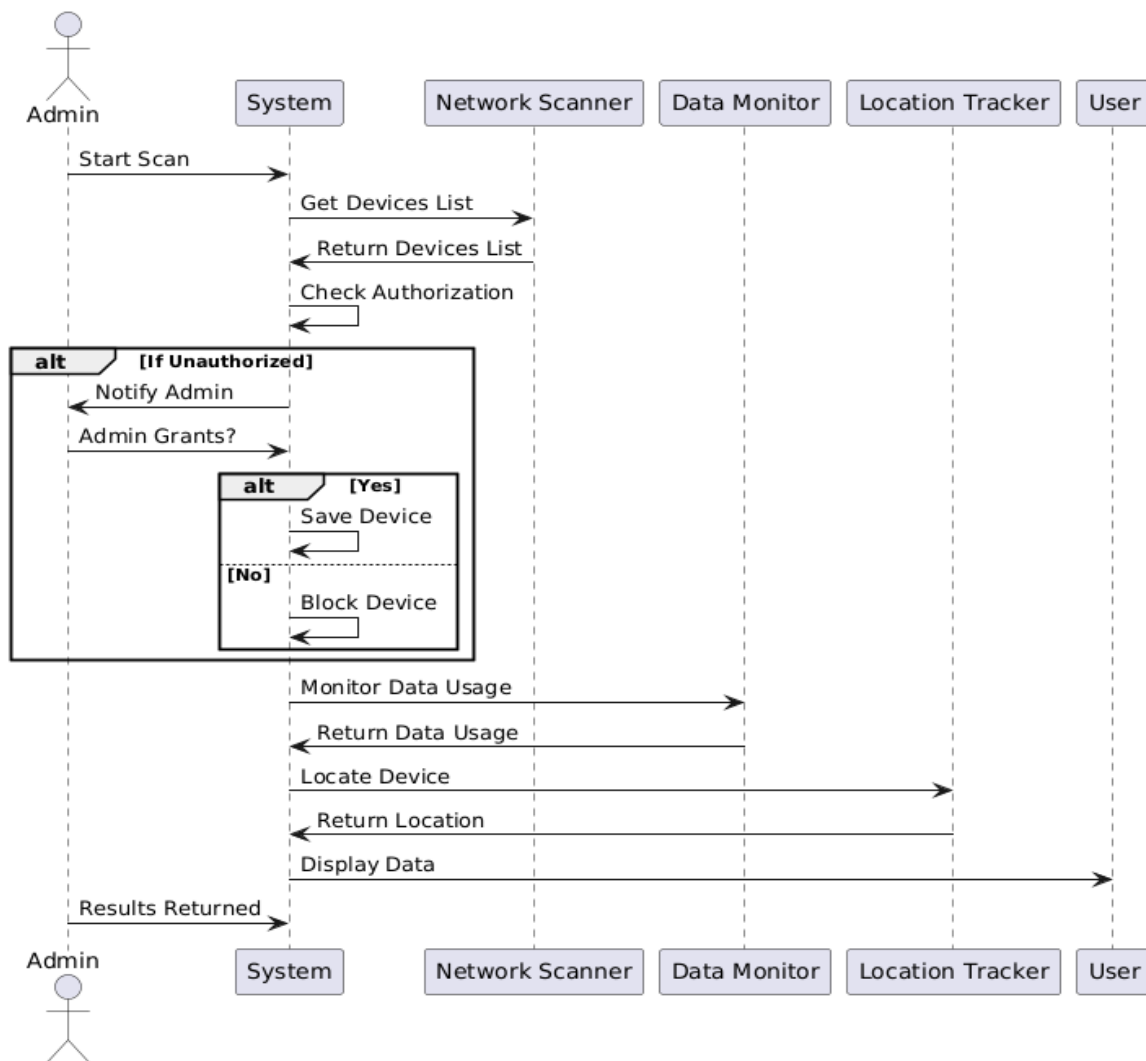 Admin
System
Network Scanner
Data Monitor
Location Tracker
User
Start Scan
Get Devices List
Return Devices List
Check Authorization
alt [If Unauthorized]
Notify Admin
Admin Grants?
alt [Yes]
Save Device
[No]
Block Device
Monitor Data Usage
Return Data Usage
Locate Device
Return Location
Display Data
Results Returned
Admin
System
Network Scanner
Data Monitor
Location Tracker
User